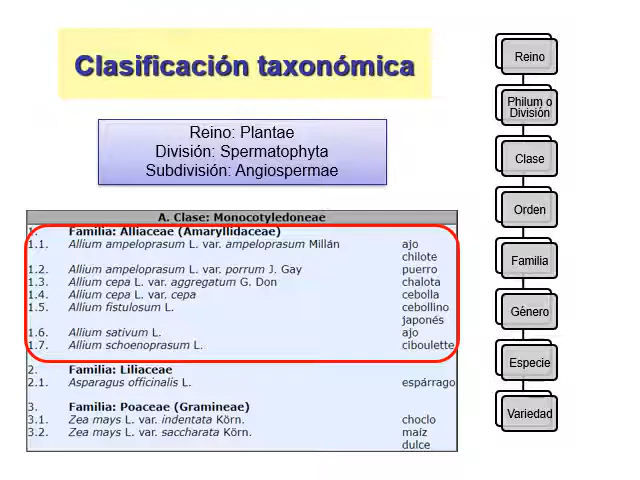 Clasificación taxonómica
Reino: Plantae
División: Spermatophyta
Subdivisión: Angiospermae
A. Clase: Monocotyledoneae
1. Familia: Alliaceae (Amaryllidaceae)
1.1. Allium ampeloprasum L. var. ampeloprasum Millán ajo
chilote
1.2. Allium ampeloprasum L. var. porrum J. Gay puerro
1.3. Allium cepa L. var. aggregatum G. Don chalota
1.4. Allium cepa L. var. cepa cebolla
1.5. Allium fistulosum L. cebollino
japonés
1.6. Allium sativum L. ajo
1.7. Allium schoenoprasum L. ciboulette
2. Familia: Liliaceae
2.1. Asparagus officinalis L. espárrago
3. Familia: Poaceae (Gramineae)
3.1. Zea mays L. var. indentata Körn. choclo
3.2. Zea mays L. var. saccharata Körn. maíz
dulce
Reino
Philum o
División
Clase
Orden
Familia
Género
Especie
Variedad